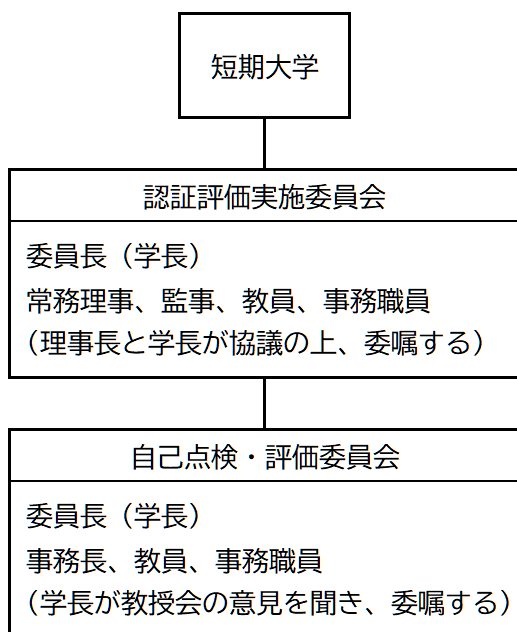 短期大学
認証評価実施委員会
委員長（学長）
常務理事、監事、教員、事務職員
（理事長と学長が協議の上、委嘱する）
自己点検・評価委員会
委員長（学長）
事務長、教員、事務職員
（学長が教授会の意見を聞き、委嘱する）